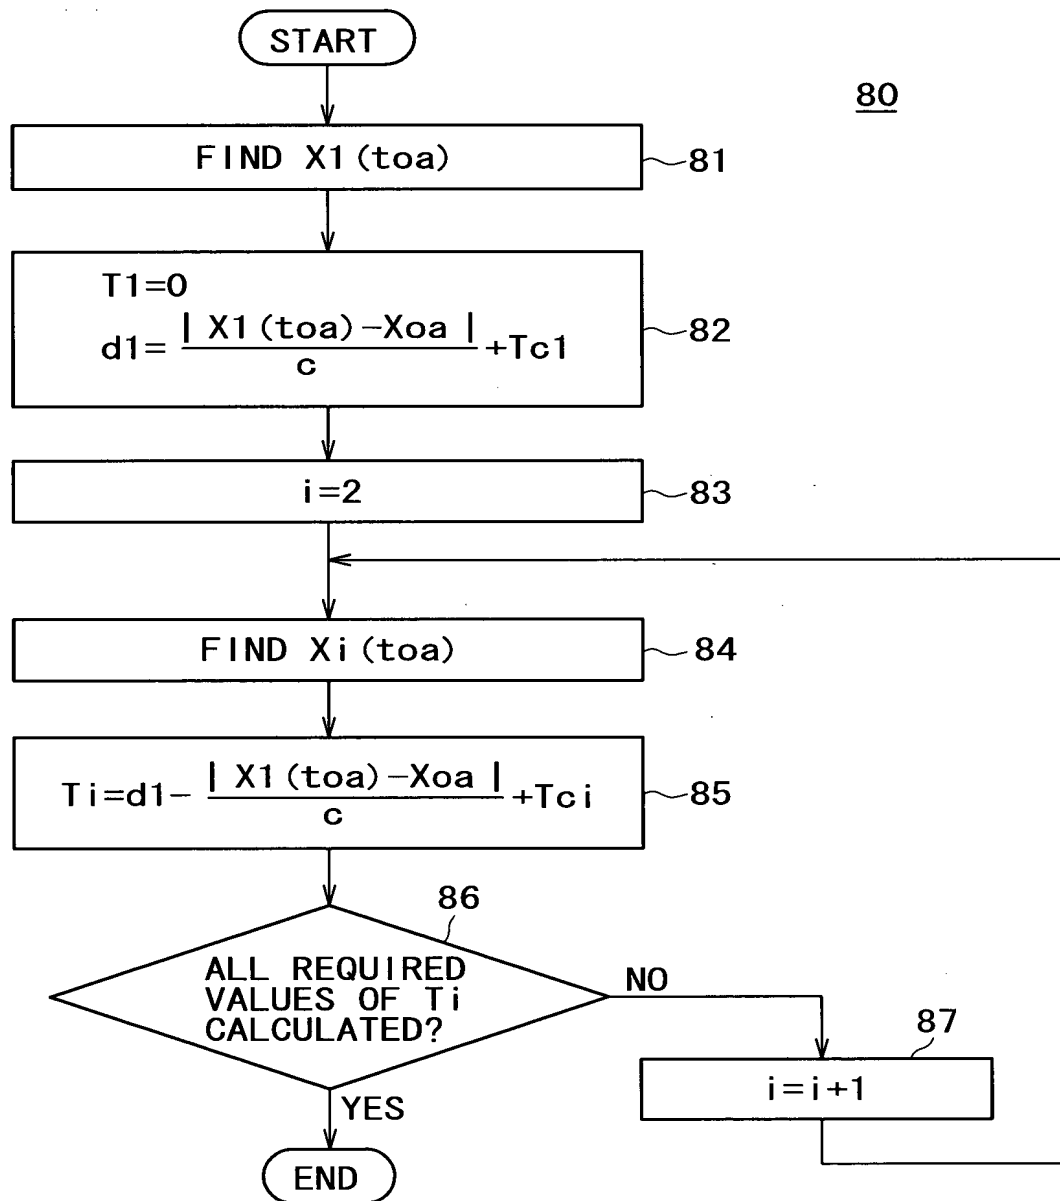 START
80
FIND X1(toa)
81
T1=0
d1= | X1(toa)-Xoa | / c +Tc1
82
i=2
83
FIND Xi(toa)
84
Ti=d1- | X1(toa)-Xoa | / c +Tci
85
86
ALL REQUIRED
VALUES OF Ti
CALCULATED?
NO
87
i=i+1
YES
END